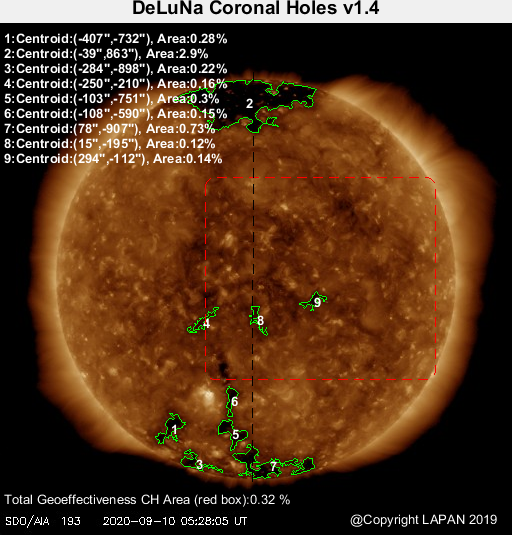 DeLuNa Coronal Holes v1.4
1:Centroid:(-407",-732"), Area:0.28%
2:Centroid:(-39",863"), Area:2.9%
3:Centroid:(-284",-898"), Area:0.22%
4:Centroid:(-250",-210"), Area:0.16%
5:Centroid:(-103",-751"), Area:0.3%
6:Centroid:(-108",-590"), Area:0.15%
7:Centroid:(78",-907"), Area:0.73%
8:Centroid:(15",-195"), Area:0.12%
9:Centroid:(294",-112"), Area:0.14%
2
9
4
8
6
1
5
3
7
Total Geoeffectiveness CH Area (red box):0.32 %
SDO/AIA 193 2020-09-10 05:28:05 UT
@Copyright LAPAN 2019